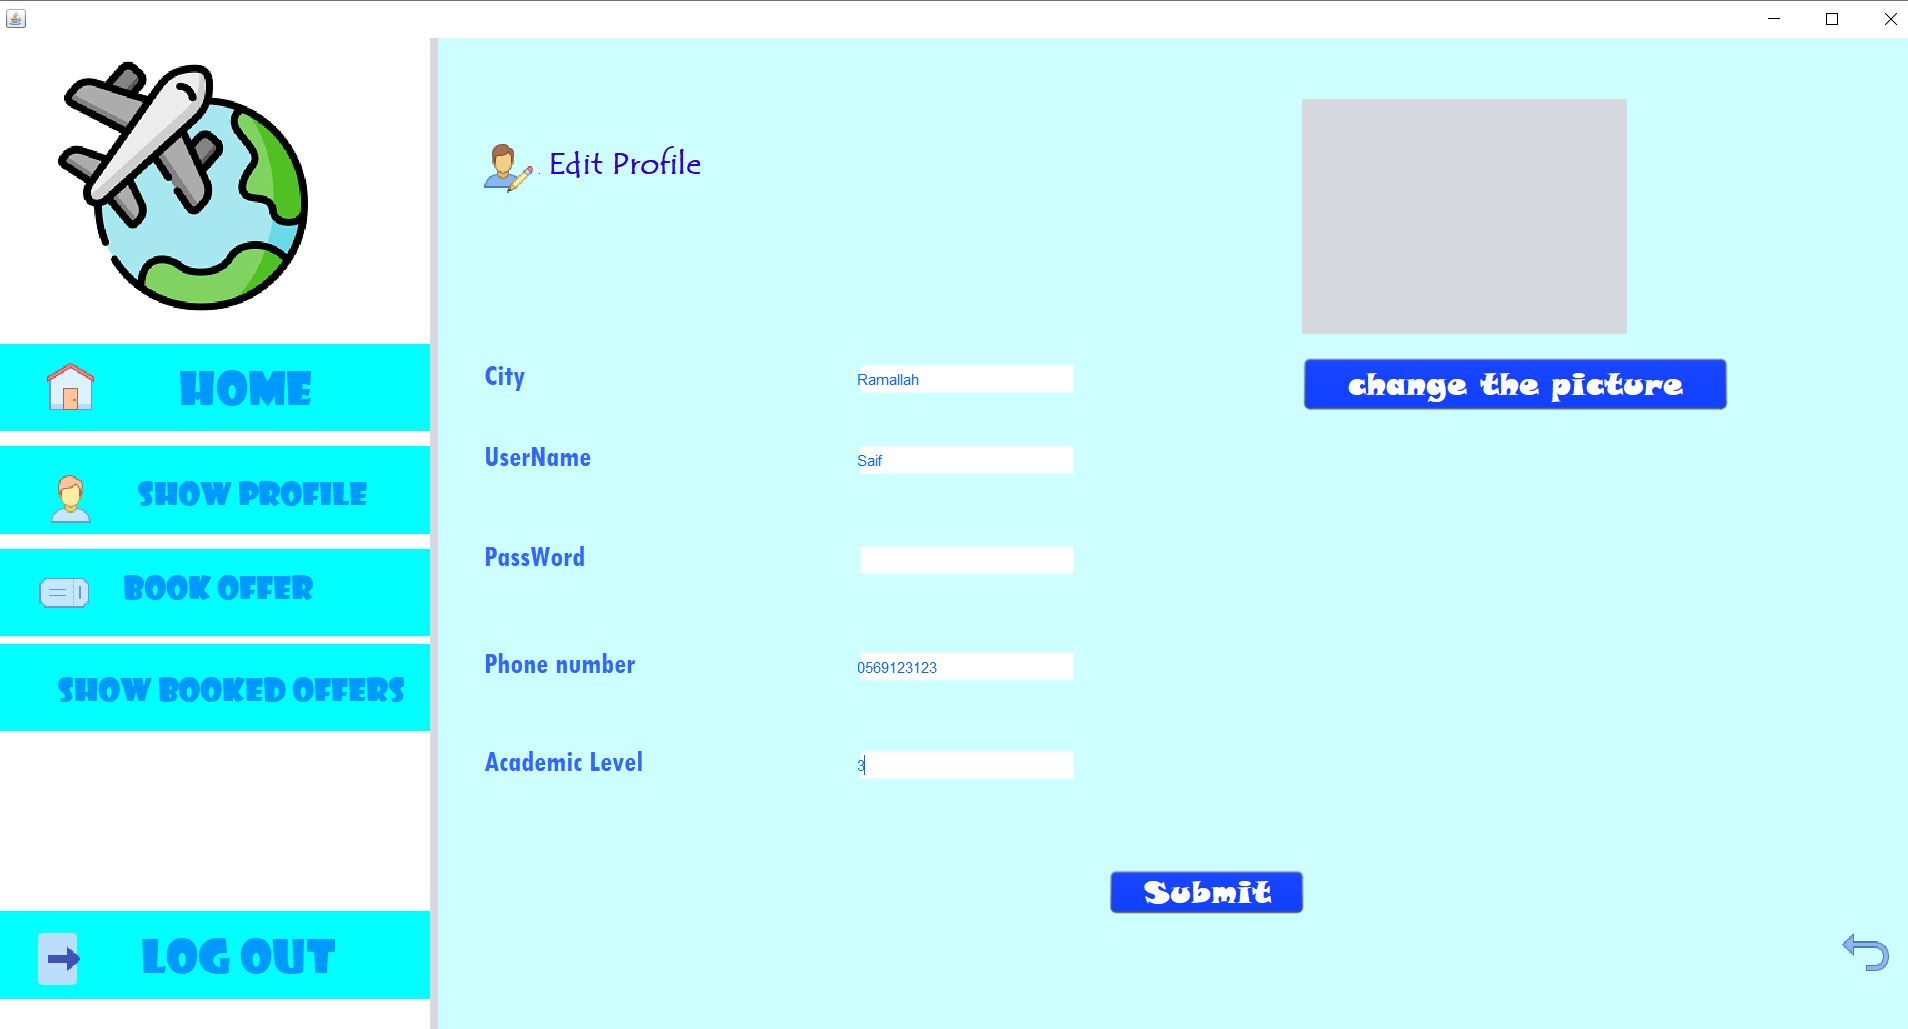 HOME
SHOW PROFILE
BOOK OFFER
SHOW BOOKED OFFERS
LOG OUT
. Edit Profile
City Ramallah
change the picture
UserName Saif
PassWord
Phone number 0569123123
Academic Level 3
Submit